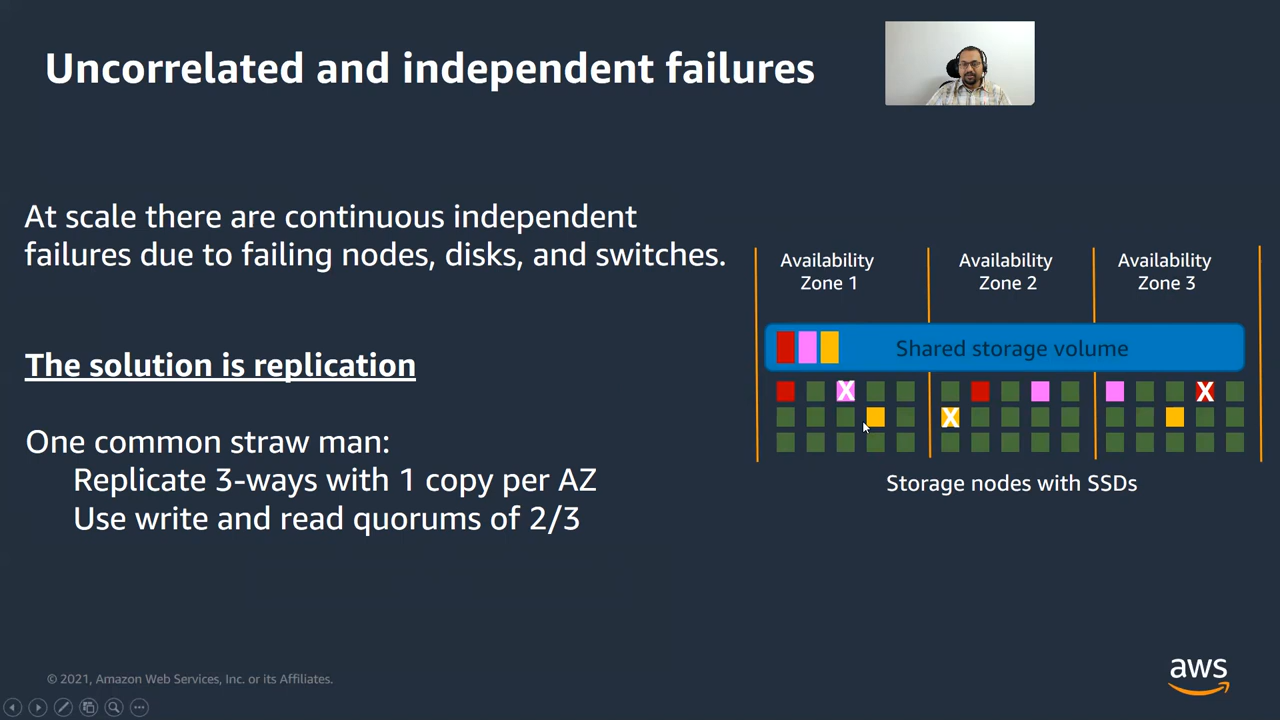 Uncorrelated and independent failures
At scale there are continuous independent
failures due to failing nodes, disks, and switches.
The solution is replication
One common straw man:
Replicate 3-ways with 1 copy per AZ
Use write and read quorums of 2/3
Availability
Zone 1
Availability
Zone 2
Availability
Zone 3
Shared storage volume
X
X
X
Storage nodes with SSDs
© 2021, Amazon Web Services, Inc. or its Affiliates.
aws